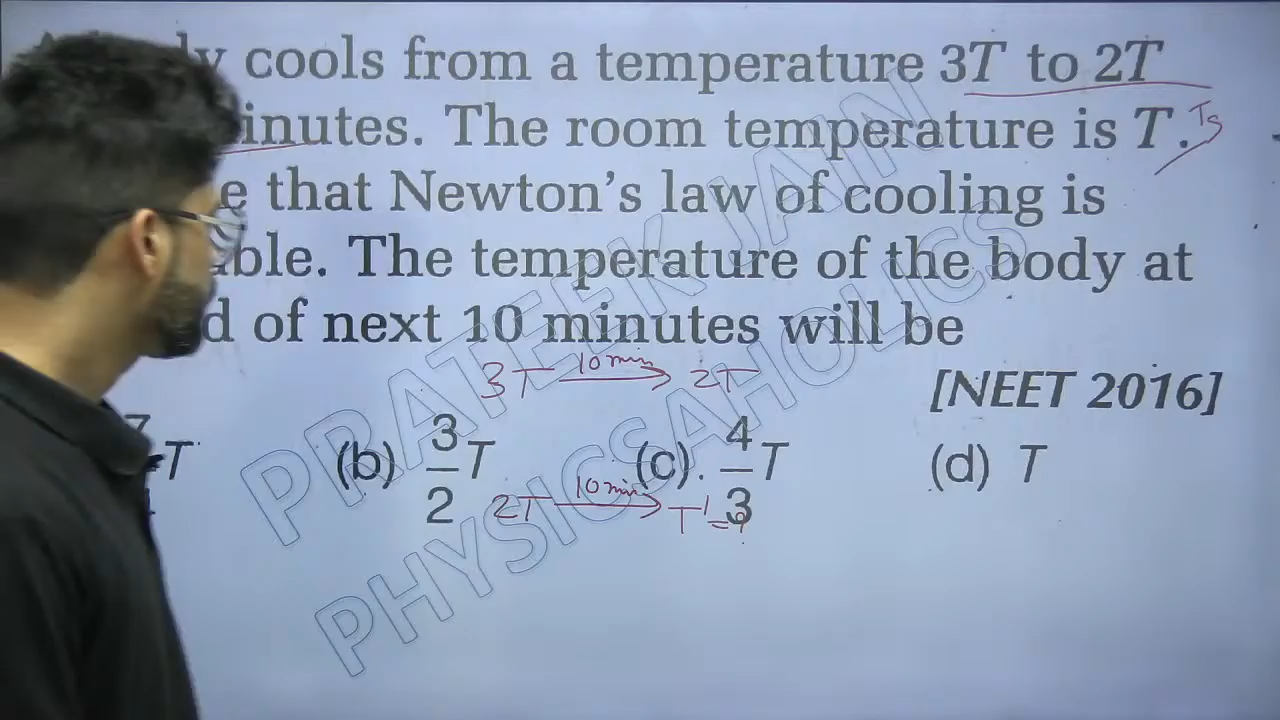 cools from a temperature 3T to 2T
inutes. The room temperature is T. Ts
e that Newton's law of cooling is
able. The temperature of the body at
d of next 10 minutes will be
3T 10 min 2T
[NEET 2016]
7 T (b) 3/2 T (c). 4/3 T (d) T
2T 10 min T' = ?
PRATEEK JAIN
PHYSICSAHOLICS